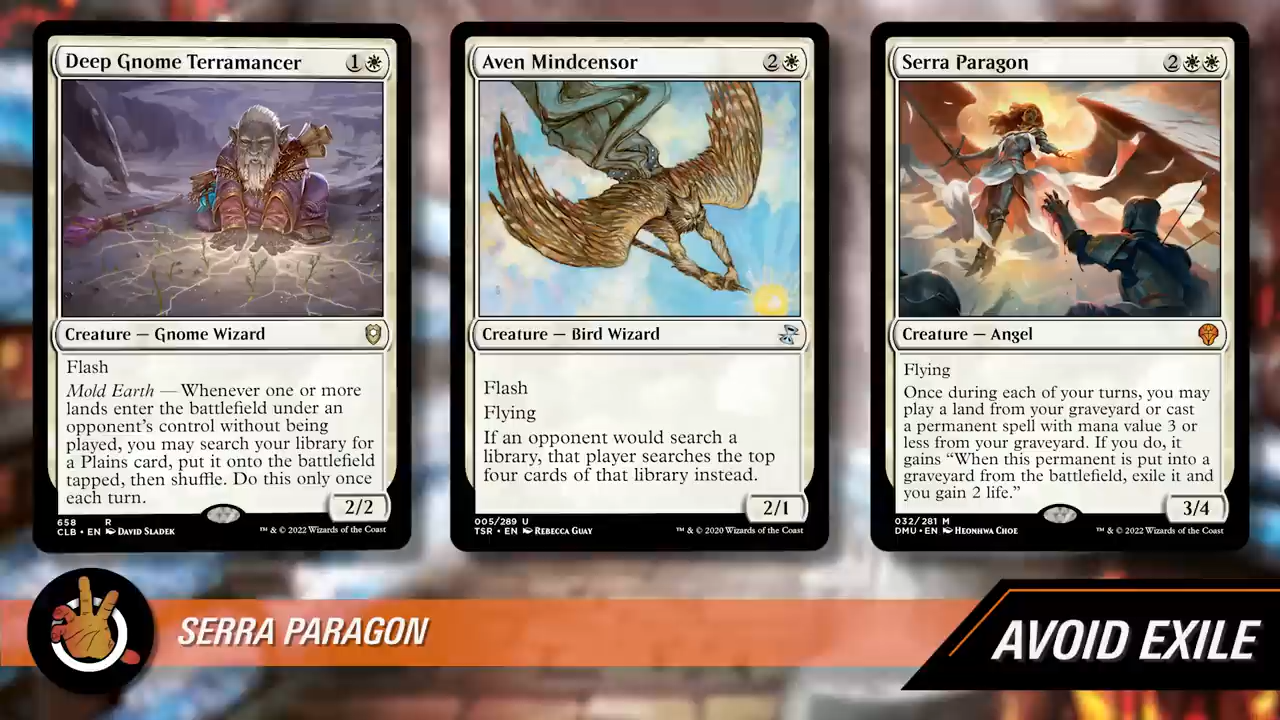 Deep Gnome Terramancer 1
Creature — Gnome Wizard
Flash
Mold Earth — Whenever one or more
lands enter the battlefield under an
opponent's control without being
played, you may search your library for
a Plains card, put it onto the battlefield
tapped, then shuffle. Do this only once
each turn.
2/2
658 R
CLB • EN DAVID SLADEK
™ & © 2022 Wizards of the Coast
Aven Mindcensor 2
Creature — Bird Wizard
Flash
Flying
If an opponent would search a
library, that player searches the top
four cards of that library instead.
2/1
005/289 U
TSR • EN REBECCA GUAY
™ & © 2020 Wizards of the Coast
Serra Paragon 2
Creature — Angel
Flying
Once during each of your turns, you may
play a land from your graveyard or cast
a permanent spell with mana value 3 or
less from your graveyard. If you do, it
gains “When this permanent is put into a
graveyard from the battlefield, exile it and
you gain 2 life.”
3/4
032/281 M
DMU • EN HEONHWA CHOE
™ & © 2022 Wizards of the Coast
SERRA PARAGON
AVOID EXILE